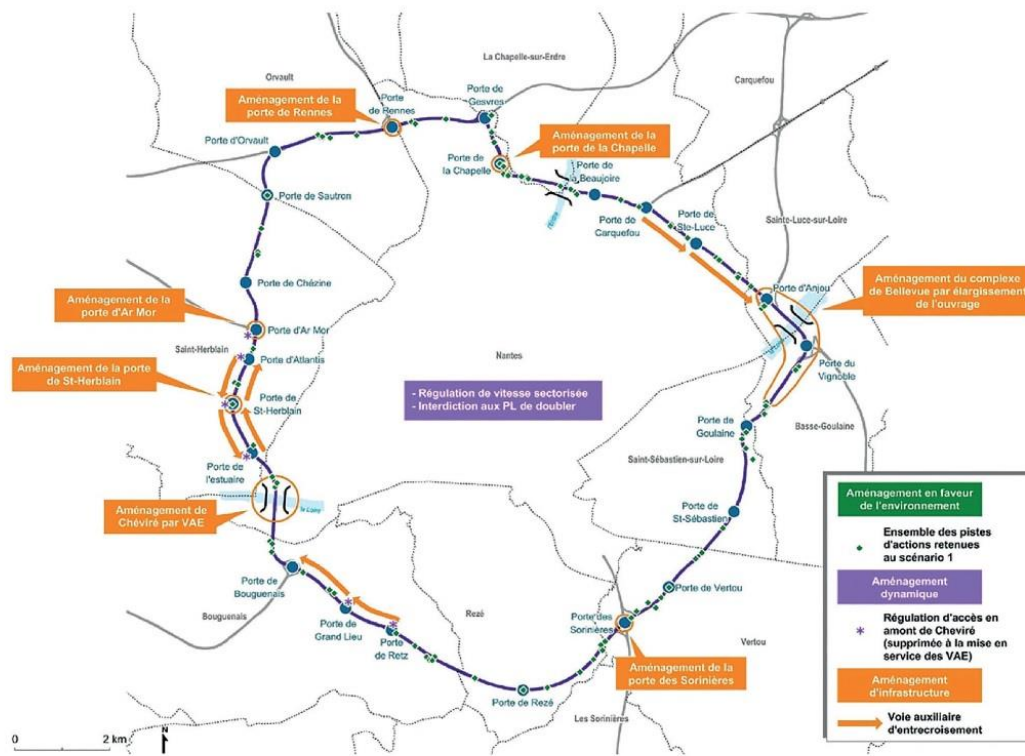 La Chapelle-sur-Erdre
Orvault
Carquefou
Aménagement de la
porte de Rennes
Porte
de Rennes
Porte de
Gesvres
Aménagement de la
porte de la Chapelle
Porte d'Orvault
Porte de
la Chapelle
Porte de
la Beaujoire
Porte de Sautron
Porte de
Carquefou
Porte de
Ste-Luce
Sainte-Luce-sur-Loire
Porte de Chézine
Porte d'Anjou
Aménagement du complexe
de Bellevue par élargissement
de l'ouvrage
Aménagement de la
porte d'Ar Mor
Porte d'Ar Mor
Saint-Herblain
Porte d'Atlantis
Nantes
Porte du
Vignoble
Aménagement de la porte
de St-Herblain
Porte de
St-Herblain
- Régulation de vitesse sectorisée
- Interdiction aux PL de doubler
Porte de
Goulaine
Basse-Goulaine
Porte de
l'estuaire
Saint-Sébastien-sur-Loire
Aménagement de
Chéviré par VAE
la Loire
Porte de
St-Sébastien
Porte de
Bouguenais
Porte de Vertou
Bouguenais
Rezé
Porte de
Grand Lieu
Porte
de Retz
Porte des
Sorinières
Vertou
Aménagement de la
porte des Sorinières
Porte de Rezé
Les Sorinières
0
2 km
N
Aménagement en faveur
de l'environnement
Ensemble des pistes
d'actions retenues
au scénario 1
Aménagement
dynamique
Régulation d'accès en
amont de Cheviré
(supprimée à la mise en
service des VAE)
Aménagement
d'infrastructure
Voie auxiliaire
d'entrecroisement